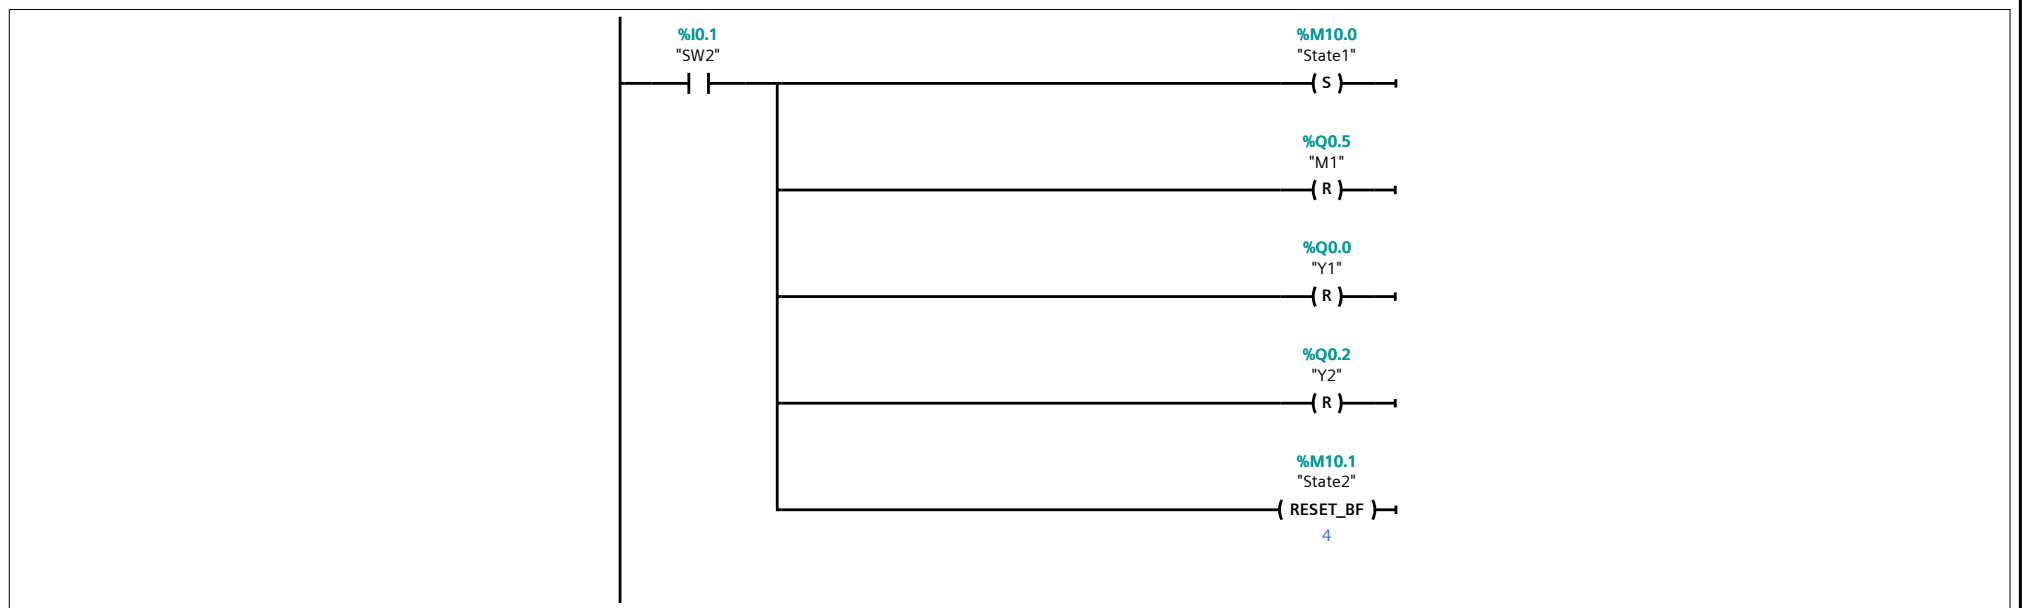 %I0.1
"SW2"
%M10.0
"State1"
S
%Q0.5
"M1"
R
%Q0.0
"Y1"
R
%Q0.2
"Y2"
R
%M10.1
"State2"
RESET_BF
4